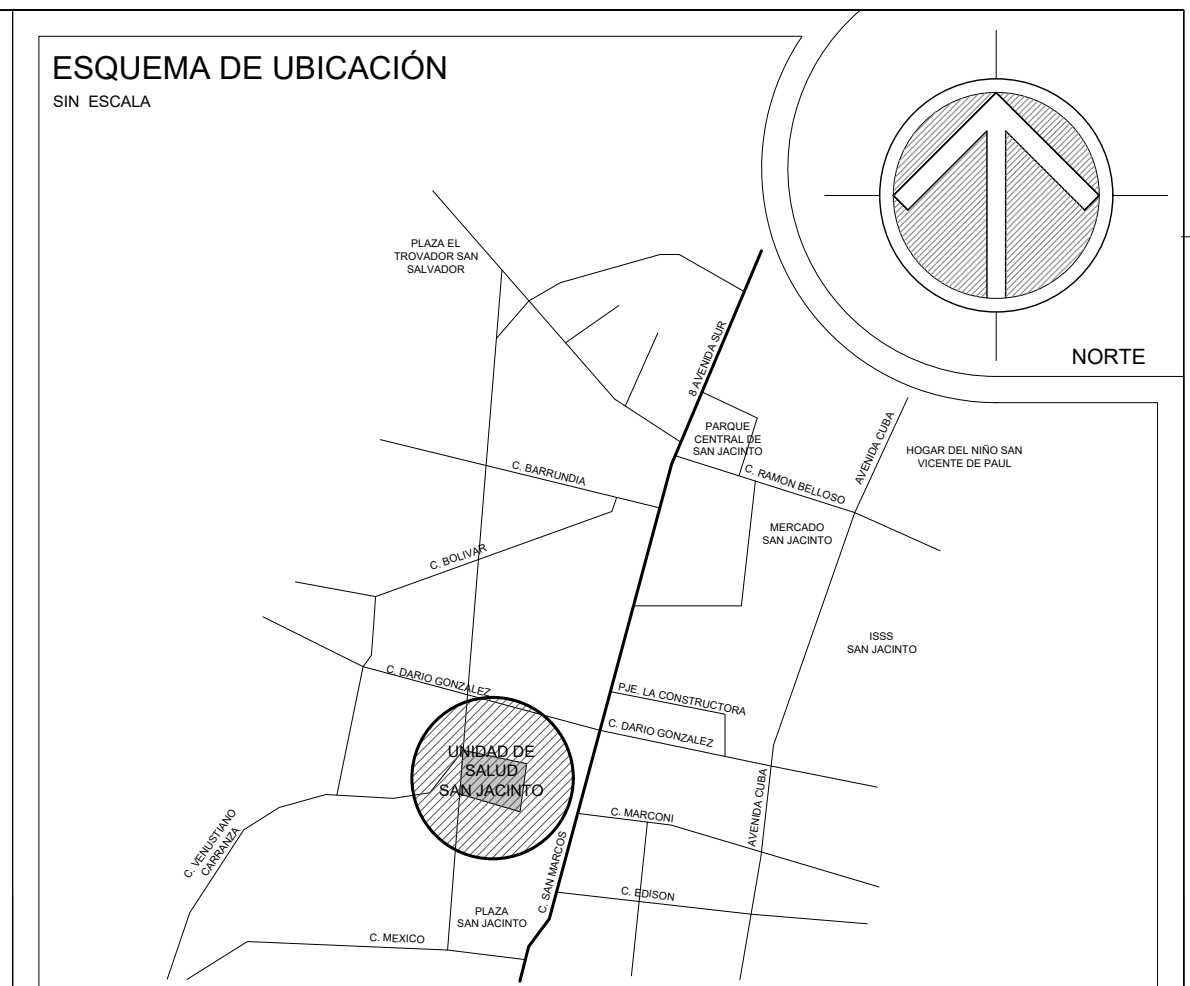 ESQUEMA DE UBICACIÓN
SIN ESCALA
NORTE
PLAZA EL
TROVADOR SAN
SALVADOR
8 AVENIDA SUR
PARQUE
CENTRAL DE
SAN JACINTO
AVENIDA CUBA
HOGAR DEL NIÑO SAN
VICENTE DE PAUL
C. BARRUNDIA
C. RAMON BELLOSO
MERCADO
SAN JACINTO
C. BOLIVAR
ISSS
SAN JACINTO
C. DARIO GONZALEZ
PJE. LA CONSTRUCTORA
C. DARIO GONZALEZ
UNIDAD DE
SALUD
SAN JACINTO
AVENIDA CUBA
C. MARCONI
C. VENUSTIANO
CARRANZA
C. SAN MARCOS
C. EDISON
PLAZA
SAN JACINTO
C. MEXICO